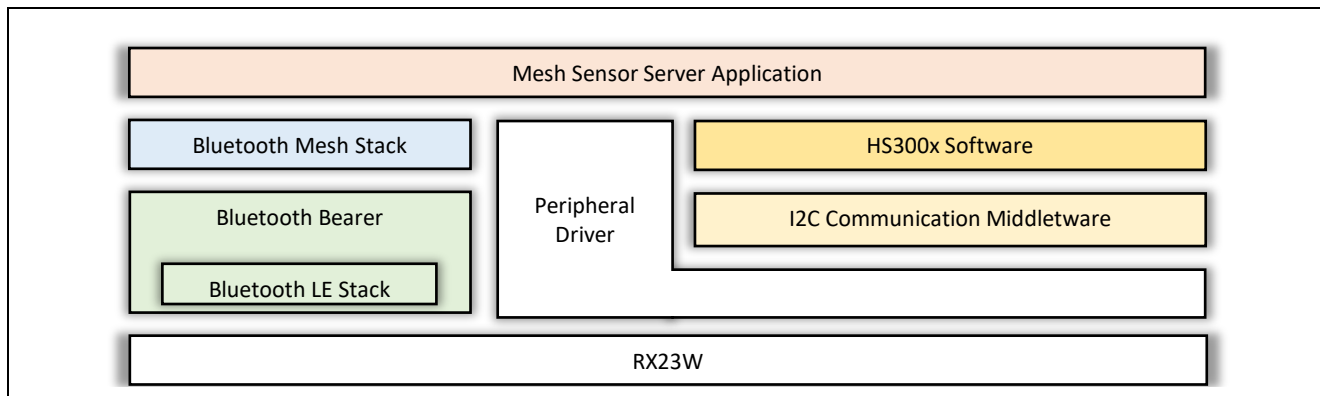 Mesh Sensor Server Application
Bluetooth Mesh Stack
HS300x Software
Bluetooth Bearer
Peripheral
Driver
I2C Communication Middletware
Bluetooth LE Stack
RX23W